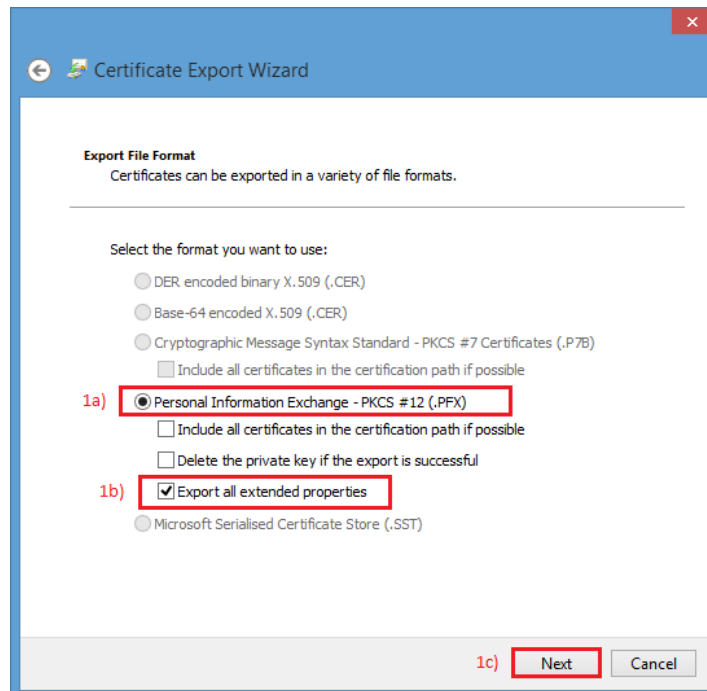 Certificate Export Wizard
Export File Format
Certificates can be exported in a variety of file formats.
Select the format you want to use:
DER encoded binary X.509 (.CER)
Base-64 encoded X.509 (.CER)
Cryptographic Message Syntax Standard - PKCS #7 Certificates (.P7B)
Include all certificates in the certification path if possible
1a) Personal Information Exchange - PKCS #12 (.PFX)
Include all certificates in the certification path if possible
Delete the private key if the export is successful
1b) Export all extended properties
Microsoft Serialised Certificate Store (.SST)
1c) Next Cancel